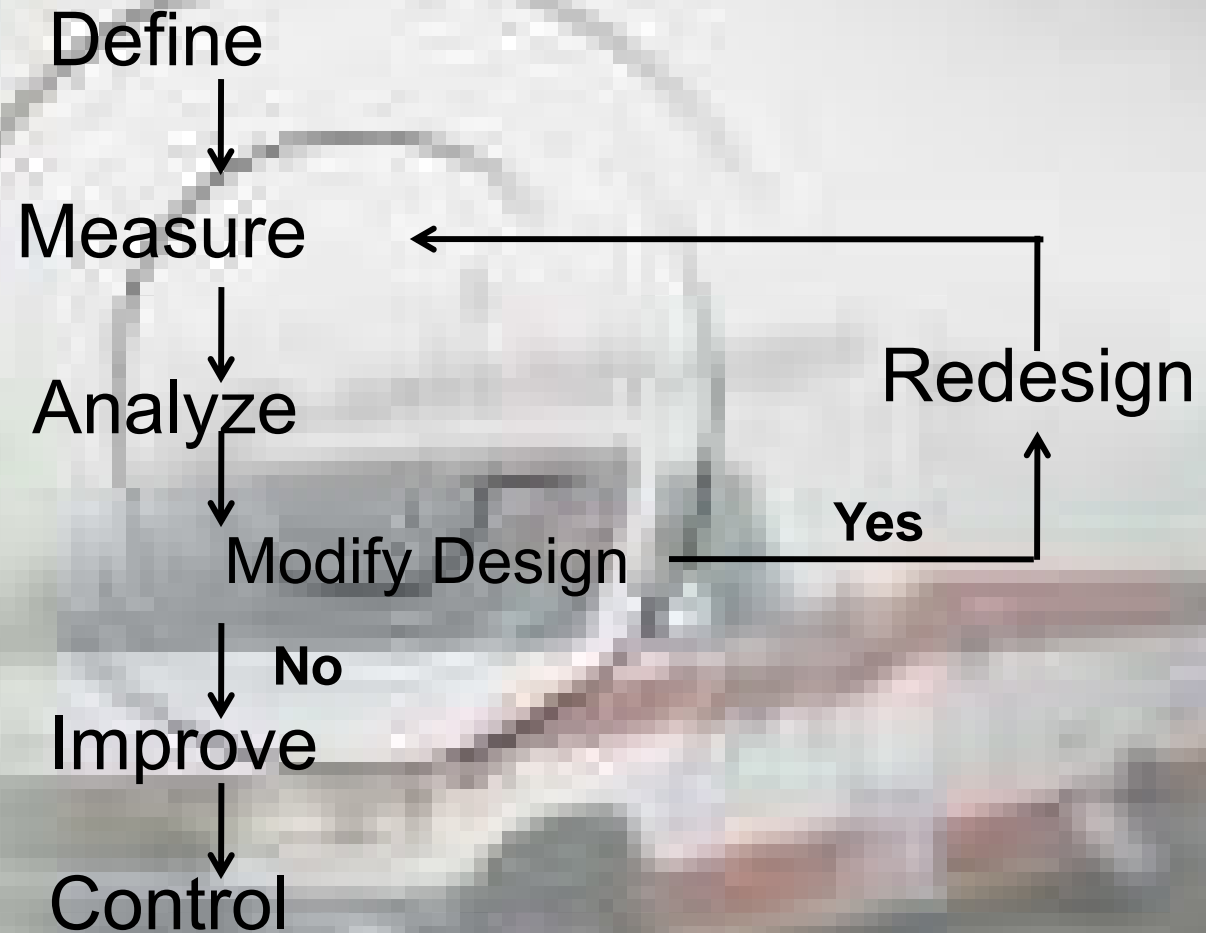 Define
Measure
Analyze
Redesign
Yes
Modify Design
No
Improve
Control